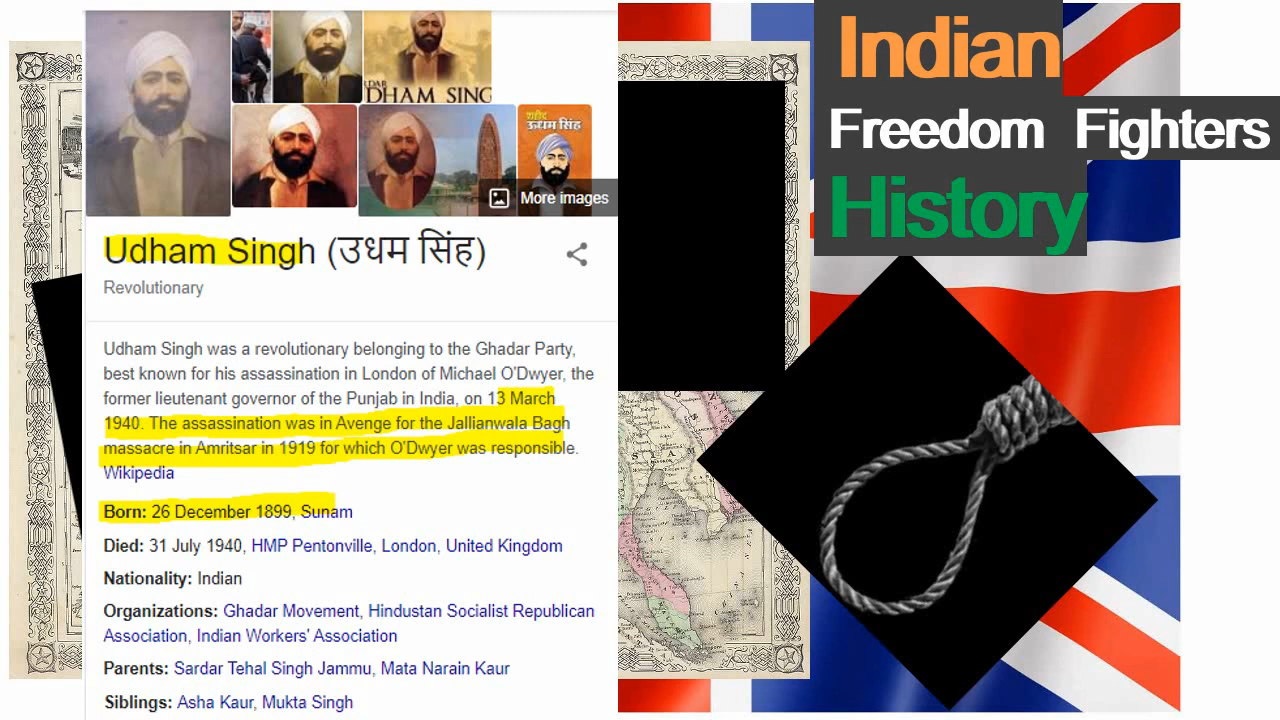 DHAM SING
शहीद
ऊधम सिंह
More images
Udham Singh (उधम सिंह)
Revolutionary
Udham Singh was a revolutionary belonging to the Ghadar Party,
best known for his assassination in London of Michael O'Dwyer, the
former lieutenant governor of the Punjab in India, on 13 March
1940. The assassination was in Avenge for the Jallianwala Bagh
massacre in Amritsar in 1919 for which O'Dwyer was responsible.
Wikipedia
Born: 26 December 1899, Sunam
Died: 31 July 1940, HMP Pentonville, London, United Kingdom
Nationality: Indian
Organizations: Ghadar Movement, Hindustan Socialist Republican
Association, Indian Workers' Association
Parents: Sardar Tehal Singh Jammu, Mata Narain Kaur
Siblings: Asha Kaur, Mukta Singh
Indian
Freedom Fighters
History
SIAM